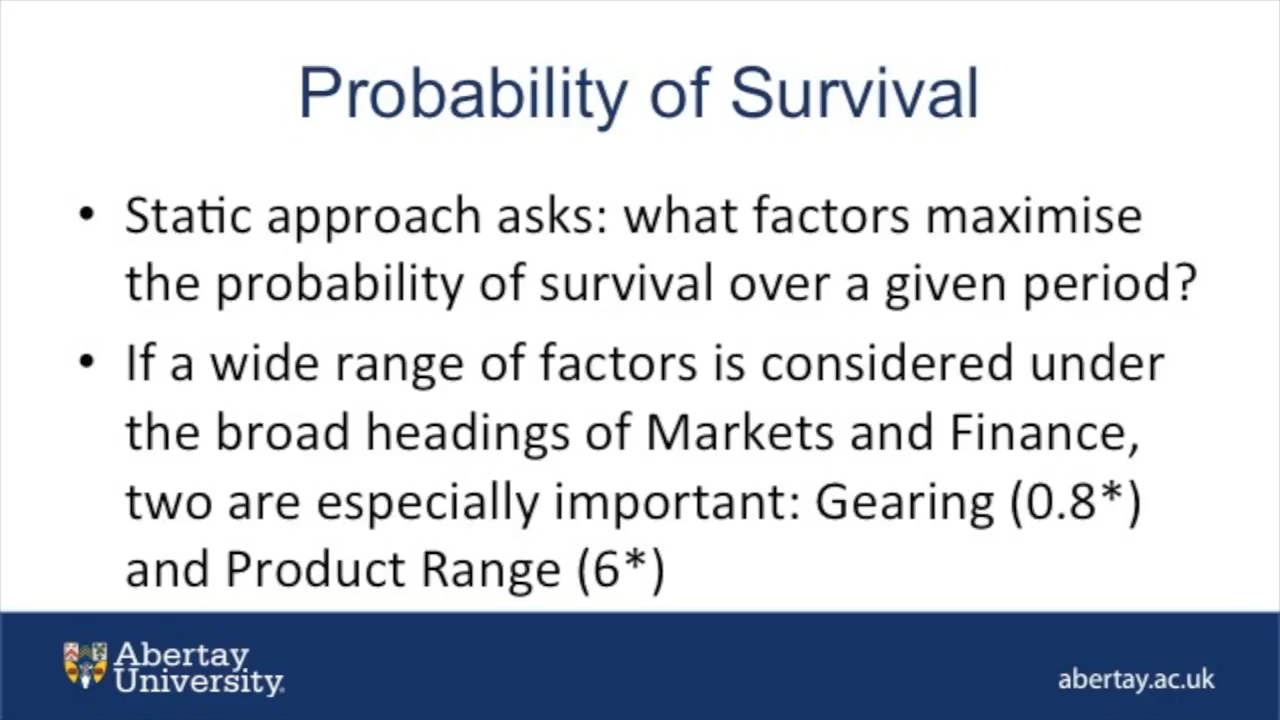 Probability of Survival
• Static approach asks: what factors maximise
the probability of survival over a given period?
• If a wide range of factors is considered under
the broad headings of Markets and Finance,
two are especially important: Gearing (0.8*)
and Product Range (6*)
Abertay
University.
abertay.ac.uk